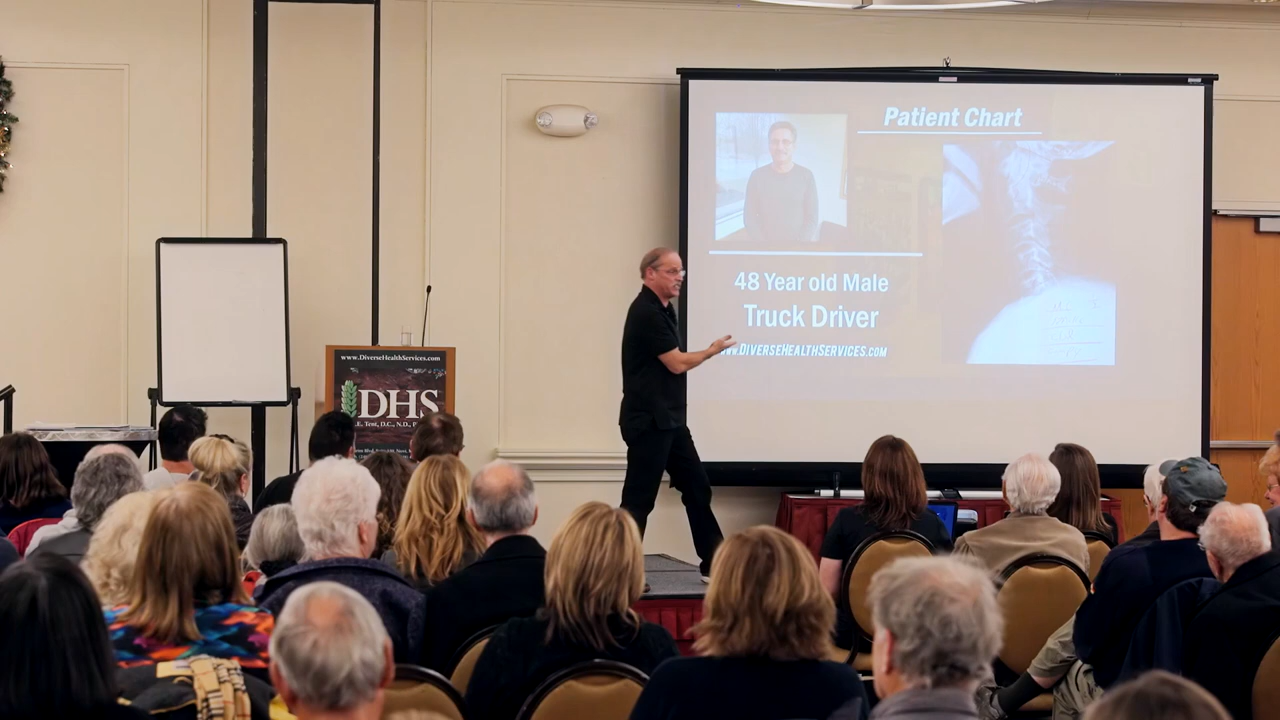 Patient Chart
48 Year old Male
Truck Driver
www.DiverseHealthServices.com
www.DiverseHealthServices.com
DHS